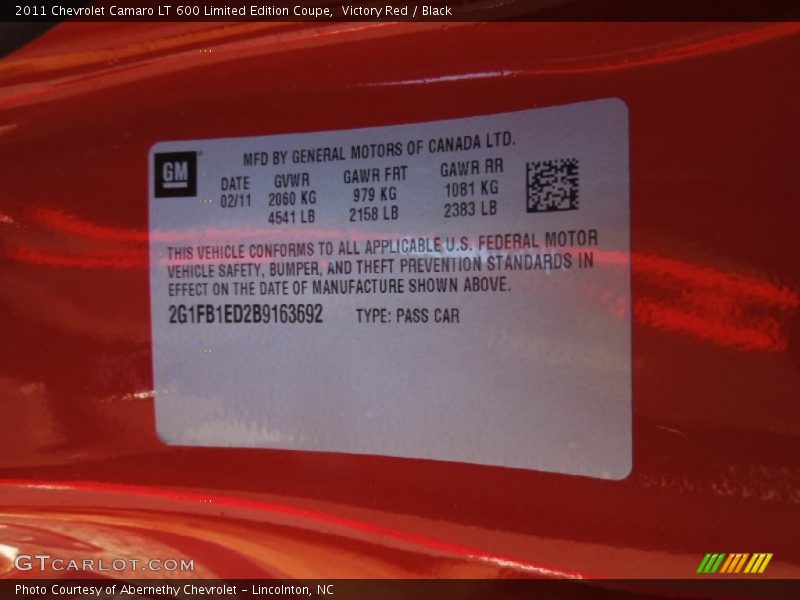 2011 Chevrolet Camaro LT 600 Limited Edition Coupe, Victory Red / Black
GM
MFD BY GENERAL MOTORS OF CANADA LTD.
DATE GVWR GAWR FRT GAWR RR
02/11 2060 KG 979 KG 1081 KG
4541 LB 2158 LB 2383 LB
THIS VEHICLE CONFORMS TO ALL APPLICABLE U.S. FEDERAL MOTOR
VEHICLE SAFETY, BUMPER, AND THEFT PREVENTION STANDARDS IN
EFFECT ON THE DATE OF MANUFACTURE SHOWN ABOVE.
2G1FB1ED2B9163692 TYPE: PASS CAR
GTCARLOT.COM
Photo Courtesy of Abernethy Chevrolet – Lincolnton, NC